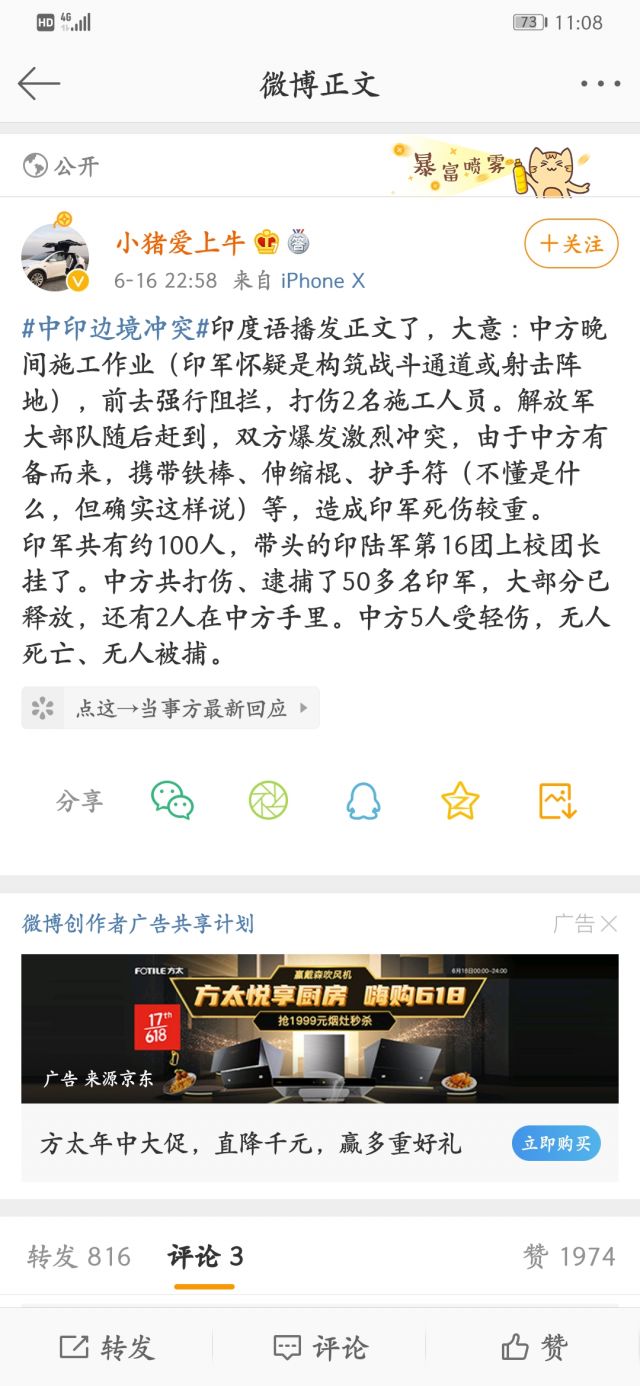 HD 4G 73 11:08
微博正文
公开
暴富喷雾
小猪爱上牛
6-16 22:58 来自 iPhone X
+关注
#中印边境冲突#印度语播发正文了，大意：中方晚
间施工作业（印军怀疑是构筑战斗通道或射击阵
地），前去强行阻拦，打伤2名施工人员。解放军
大部队随后赶到，双方爆发激烈冲突，由于中方有
备而来，携带铁棒、伸缩棍、护手符（不懂是什
么，但确实这样说）等，造成印军死伤较重。
印军共有约100人，带头的印陆军第16团上校团长
挂了。中方共打伤、逮捕了50多名印军，大部分已
释放，还有2人在中方手里。中方5人受轻伤，无人
死亡、无人被捕。
点这→当事方最新回应
分享
微博创作者广告共享计划
广告
FOTILE方太
赢戴森吹风机
6月16日00:00-24:00
方太悦享厨房 嗨购618
17th
618
抢1999元烟灶秒杀
广告 来源京东
方太年中大促，直降千元，赢多重好礼
立即购买
转发 816 评论 3 赞 1974
转发 评论 赞